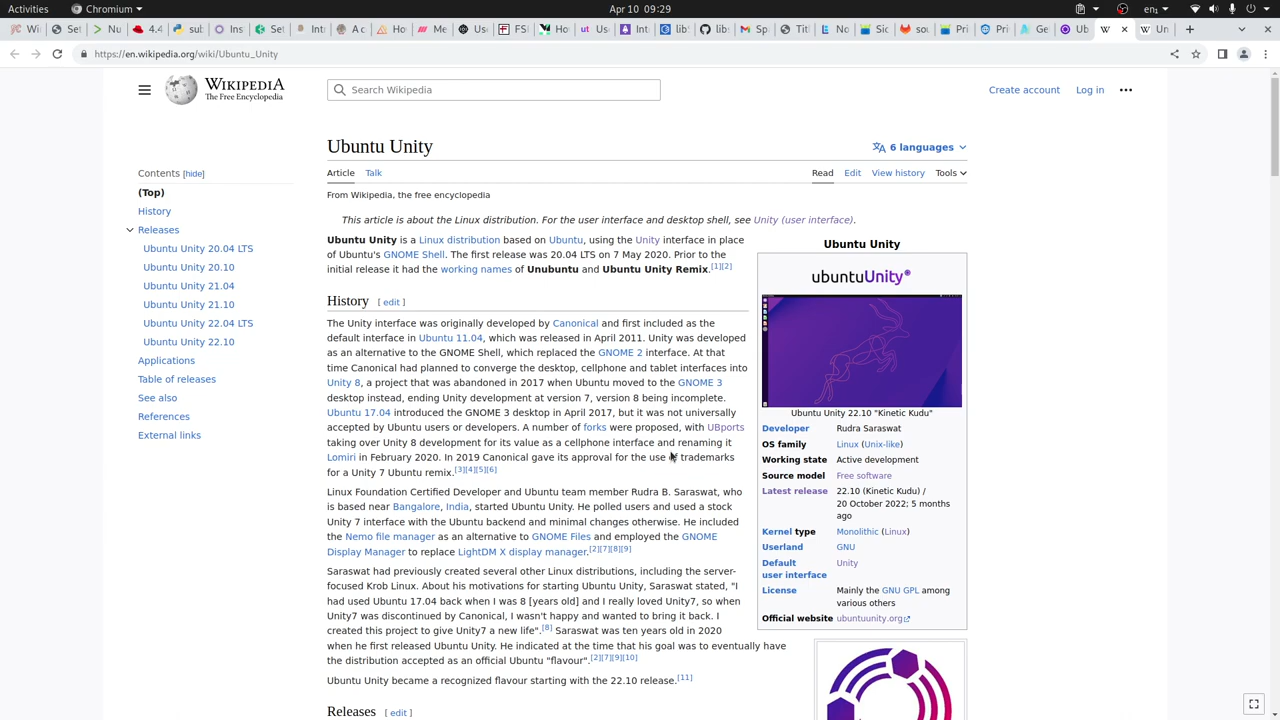 Activities
Chromium
Apr 10 09:29
https://en.wikipedia.org/wiki/Ubuntu_Unity
WIKIPEDIA
The Free Encyclopedia
Search Wikipedia
Create account
Log in
Ubuntu Unity
6 languages
Article
Talk
Read
Edit
View history
Tools
From Wikipedia, the free encyclopedia
Contents [hide]
(Top)
History
Releases
Ubuntu Unity 20.04 LTS
Ubuntu Unity 20.10
Ubuntu Unity 21.04
Ubuntu Unity 21.10
Ubuntu Unity 22.04 LTS
Ubuntu Unity 22.10
Applications
Table of releases
See also
References
External links
This article is about the Linux distribution. For the user interface and desktop shell, see Unity (user interface).
Ubuntu Unity is a Linux distribution based on Ubuntu, using the Unity interface in place
of Ubuntu's GNOME Shell. The first release was 20.04 LTS on 7 May 2020. Prior to the
initial release it had the working names of Unubuntu and Ubuntu Unity Remix.[1][2]
History [ edit ]
The Unity interface was originally developed by Canonical and first included as the
default interface in Ubuntu 11.04, which was released in April 2011. Unity was developed
as an alternative to the GNOME Shell, which replaced the GNOME 2 interface. At that
time Canonical had planned to converge the desktop, cellphone and tablet interfaces into
Unity 8, a project that was abandoned in 2017 when Ubuntu moved to the GNOME 3
desktop instead, ending Unity development at version 7, version 8 being incomplete.
Ubuntu 17.04 introduced the GNOME 3 desktop in April 2017, but it was not universally
accepted by Ubuntu users or developers. A number of forks were proposed, with UBports
taking over Unity 8 development for its value as a cellphone interface and renaming it
Lomiri in February 2020. In 2019 Canonical gave its approval for the use of trademarks
for a Unity 7 Ubuntu remix.[3][4][5][6]
Linux Foundation Certified Developer and Ubuntu team member Rudra B. Saraswat, who
is based near Bangalore, India, started Ubuntu Unity. He polled users and used a stock
Unity 7 interface with the Ubuntu backend and minimal changes otherwise. He included
the Nemo file manager as an alternative to GNOME Files and employed the GNOME
Display Manager to replace LightDM X display manager.[2][7][8][9]
Saraswat had previously created several other Linux distributions, including the server-
focused Krob Linux. About his motivations for starting Ubuntu Unity, Saraswat stated, "I
had used Ubuntu 17.04 back when I was 8 [years old] and I really loved Unity7, so when
Unity7 was discontinued by Canonical, I wasn't happy and wanted to bring it back. I
created this project to give Unity7 a new life".[8] Saraswat was ten years old in 2020
when he first released Ubuntu Unity. He indicated at the time that his goal was to eventually have
the distribution accepted as an official Ubuntu "flavour".[2][7][9][10]
Ubuntu Unity became a recognized flavour starting with the 22.10 release.[11]
Releases [ edit ]
Ubuntu Unity
ubuntuUnity
Ubuntu Unity 22.10 "Kinetic Kudu"
Developer Rudra Saraswat
OS family Linux (Unix-like)
Working state Active development
Source model Free software
Latest release 22.10 (Kinetic Kudu) /
20 October 2022; 5 months
ago
Kernel type Monolithic (Linux)
Userland GNU
Default
user interface Unity
License Mainly the GNU GPL among
various others
Official website ubuntuunity.org